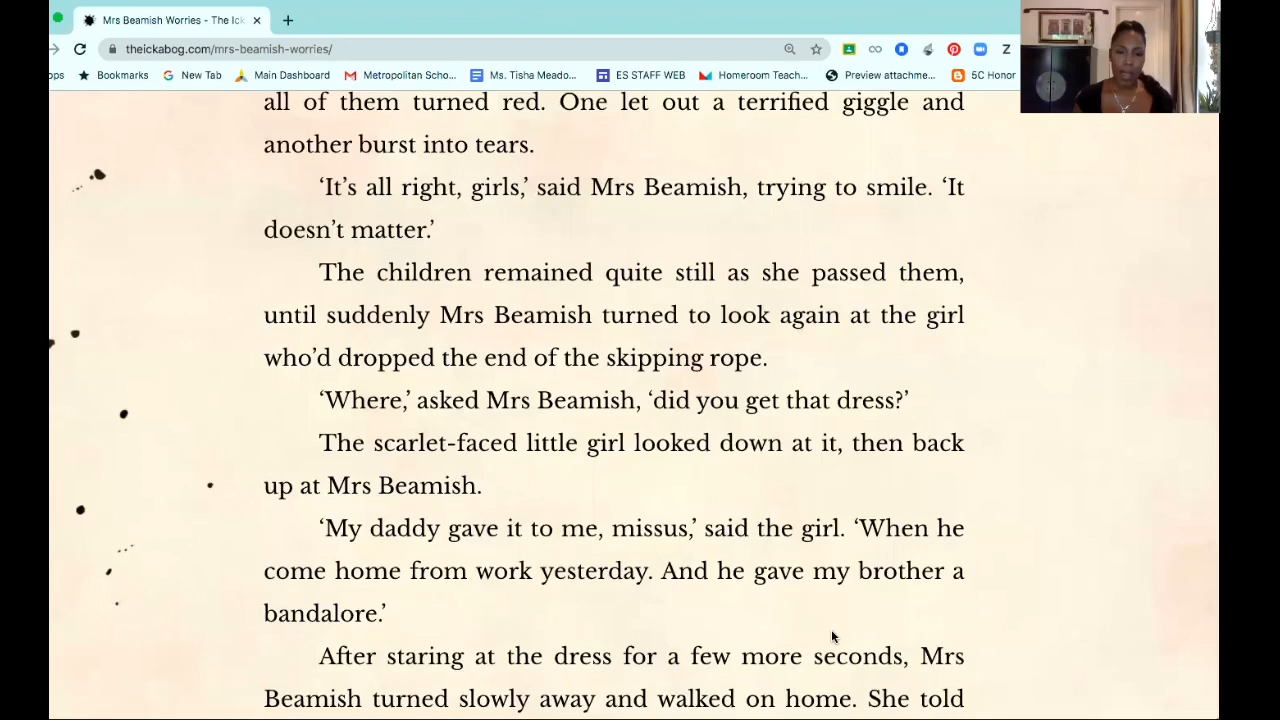 Mrs Beamish Worries - The Ick
theickabog.com/mrs-beamish-worries/
ops Bookmarks New Tab Main Dashboard Metropolitan Scho... Ms. Tisha Meado... ES STAFF WEB Homeroom Teach... Preview attachme... 5C Honor
all of them turned red. One let out a terrified giggle and
another burst into tears.
‘It’s all right, girls,’ said Mrs Beamish, trying to smile. ‘It
doesn’t matter.’
The children remained quite still as she passed them,
until suddenly Mrs Beamish turned to look again at the girl
who’d dropped the end of the skipping rope.
‘Where,’ asked Mrs Beamish, ‘did you get that dress?’
The scarlet-faced little girl looked down at it, then back
up at Mrs Beamish.
‘My daddy gave it to me, missus,’ said the girl. ‘When he
come home from work yesterday. And he gave my brother a
bandalore.’
After staring at the dress for a few more seconds, Mrs
Beamish turned slowly away and walked on home. She told